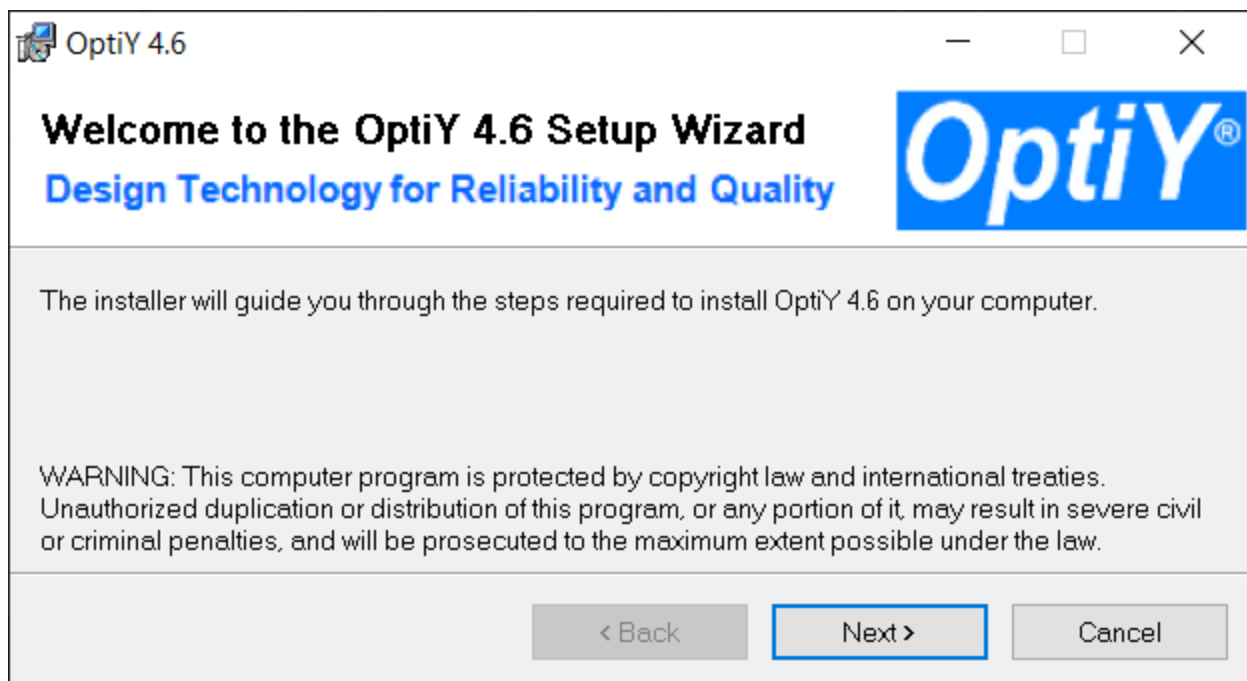 OptiY 4.6
Welcome to the OptiY 4.6 Setup Wizard
Design Technology for Reliability and Quality
OptiY®
The installer will guide you through the steps required to install OptiY 4.6 on your computer.
WARNING: This computer program is protected by copyright law and international treaties.
Unauthorized duplication or distribution of this program, or any portion of it, may result in severe civil
or criminal penalties, and will be prosecuted to the maximum extent possible under the law.
< Back
Next >
Cancel